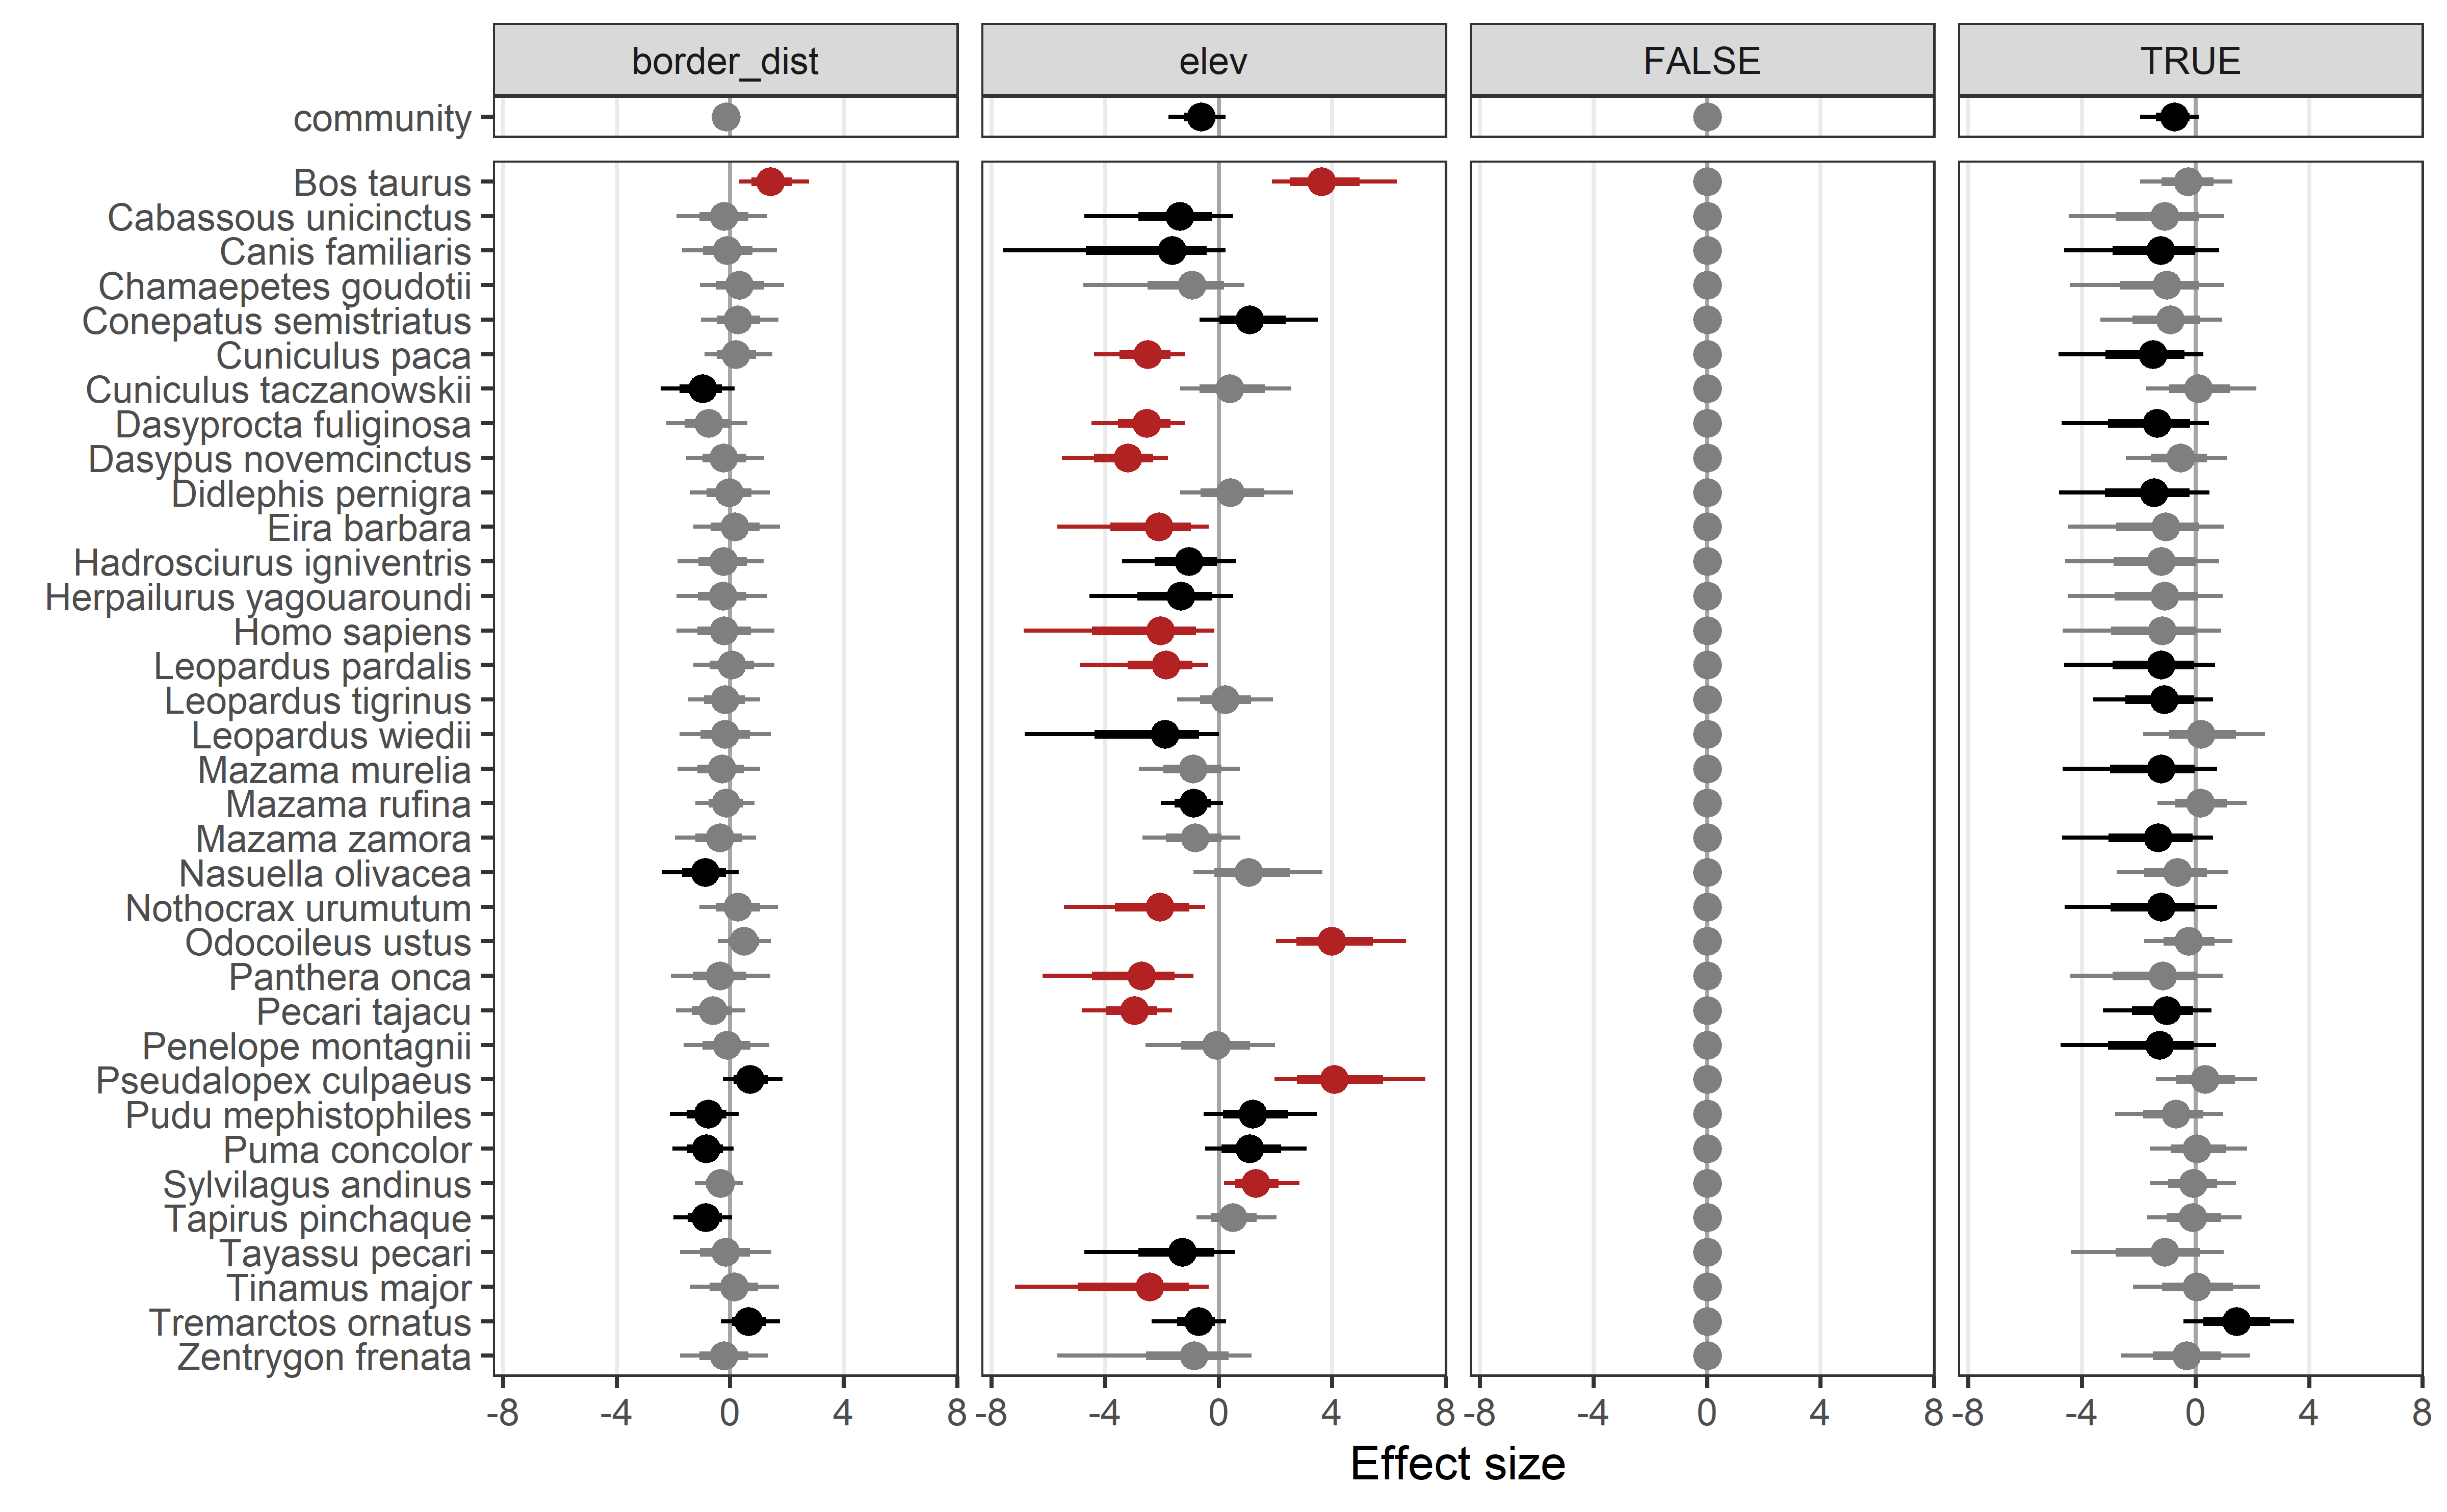 border_dist elev FALSE TRUE
community
Bos taurus
Cabassous unicinctus
Canis familiaris
Chamaepetes goudotii
Conepatus semistriatus
Cuniculus paca
Cuniculus taczanowskii
Dasyprocta fuliginosa
Dasypus novemcinctus
Didlephis pernigra
Eira barbara
Hadrosciurus igniventris
Herpailurus yagouaroundi
Homo sapiens
Leopardus pardalis
Leopardus tigrinus
Leopardus wiedii
Mazama murelia
Mazama rufina
Mazama zamora
Nasuella olivacea
Nothocrax urumutum
Odocoileus ustus
Panthera onca
Pecari tajacu
Penelope montagnii
Pseudalopex culpaeus
Pudu mephistophiles
Puma concolor
Sylvilagus andinus
Tapirus pinchaque
Tayassu pecari
Tinamus major
Tremarctos ornatus
Zentrygon frenata
-8 -4 0 4 8 -8 -4 0 4 8 -8 -4 0 4 8 -8 -4 0 4 8
Effect size